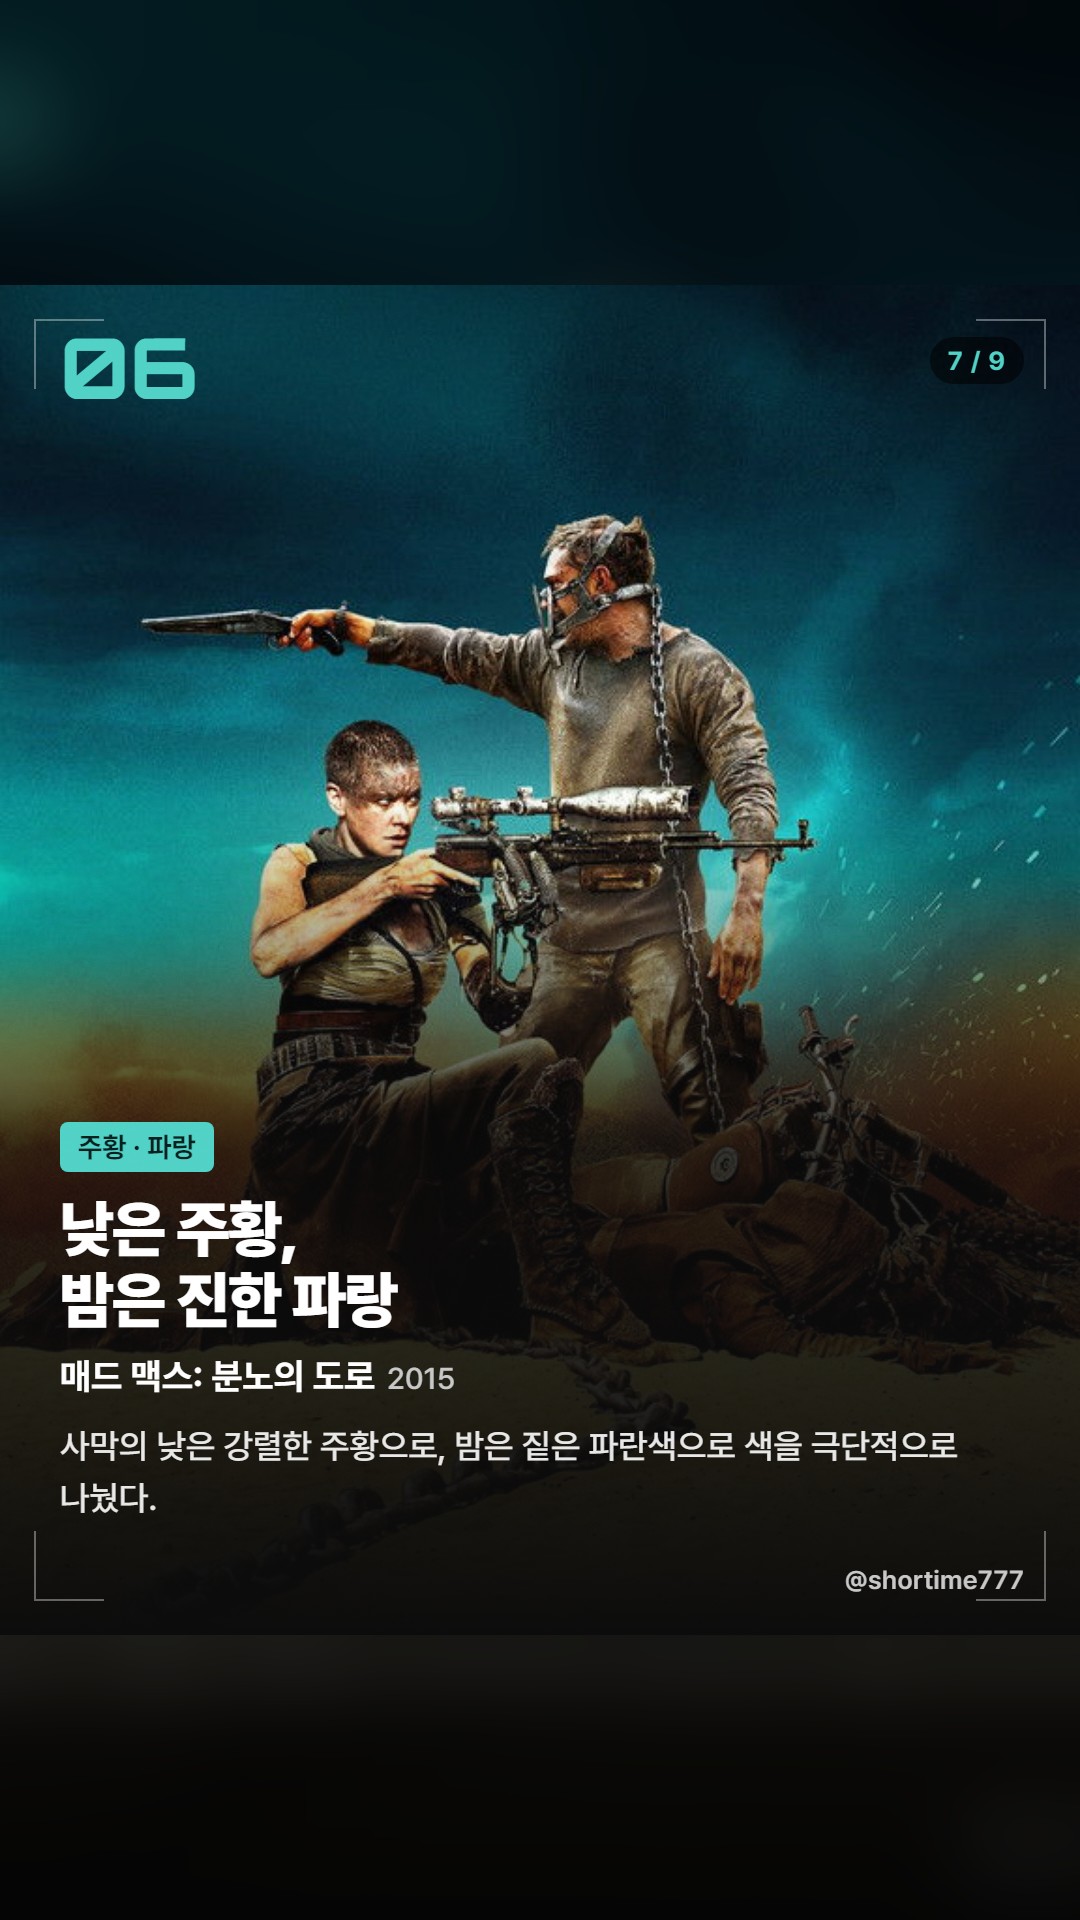 06
7 / 9
주황 · 파랑
낮은 주황,
밤은 진한 파랑
매드 맥스: 분노의 도로 2015
사막의 낮은 강렬한 주황으로, 밤은 짙은 파란색으로 색을 극단적으로
나눴다.
@shortime777